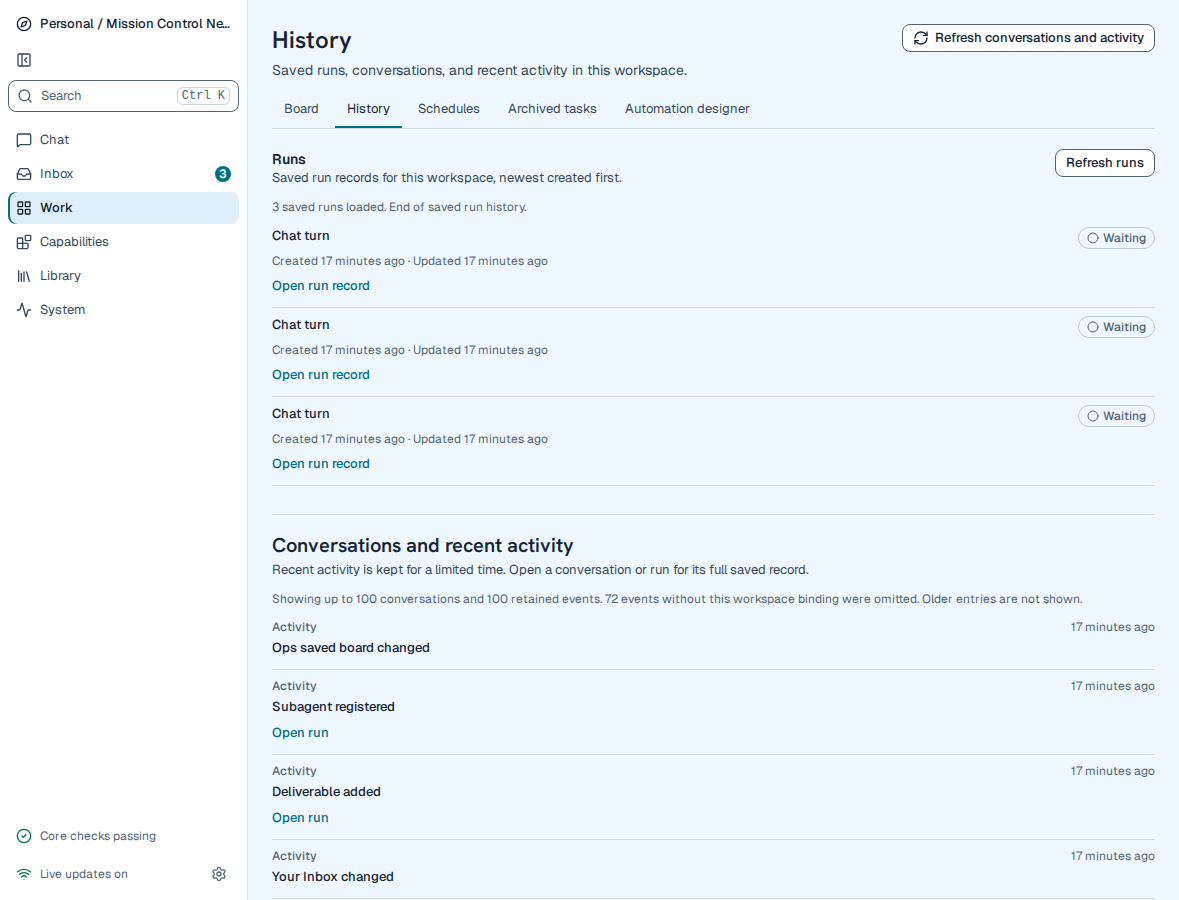 Personal / Mission Control Ne...
Search
Ctrl K
Chat
Inbox
3
Work
Capabilities
Library
System
Core checks passing
Live updates on
History
Refresh conversations and activity
Saved runs, conversations, and recent activity in this workspace.
Board
History
Schedules
Archived tasks
Automation designer
Runs
Refresh runs
Saved run records for this workspace, newest created first.
3 saved runs loaded. End of saved run history.
Chat turn
Waiting
Created 17 minutes ago · Updated 17 minutes ago
Open run record
Chat turn
Waiting
Created 17 minutes ago · Updated 17 minutes ago
Open run record
Chat turn
Waiting
Created 17 minutes ago · Updated 17 minutes ago
Open run record
Conversations and recent activity
Recent activity is kept for a limited time. Open a conversation or run for its full saved record.
Showing up to 100 conversations and 100 retained events. 72 events without this workspace binding were omitted. Older entries are not shown.
Activity
17 minutes ago
Ops saved board changed
Activity
17 minutes ago
Subagent registered
Open run
Activity
17 minutes ago
Deliverable added
Open run
Activity
17 minutes ago
Your Inbox changed